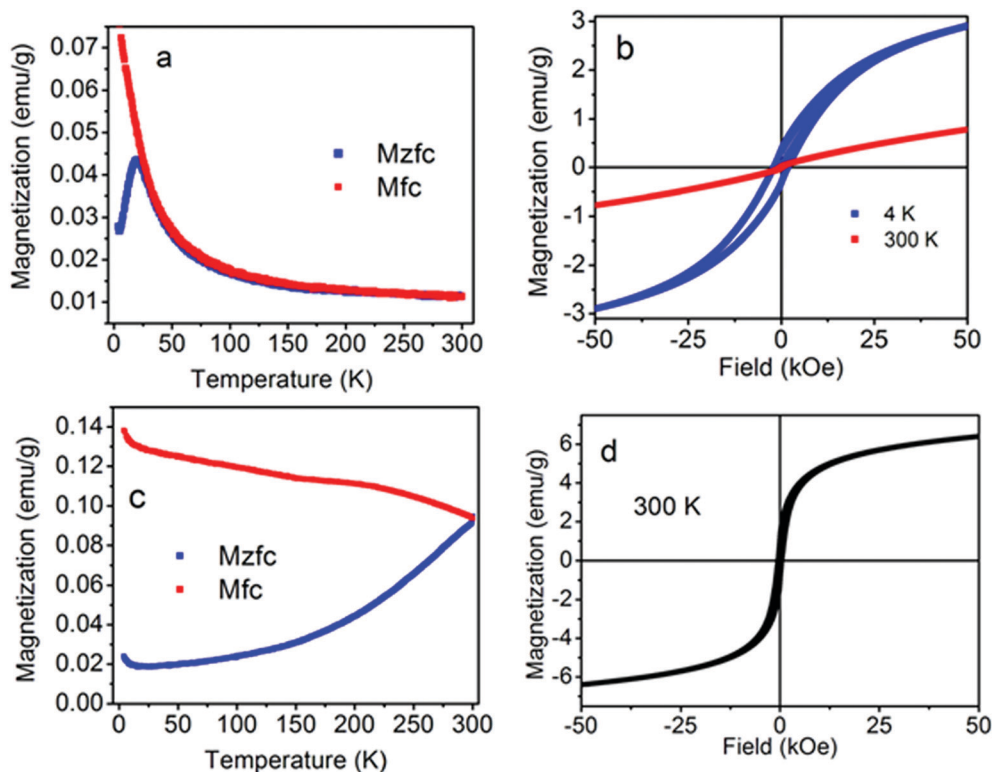 a
Magnetization (emu/g)
0.07
0.06
0.05
0.04
0.03
0.02
0.01
Mzfc
Mfc
0 50 100 150 200 250 300
Temperature (K)
b
Magnetization (emu/g)
3
2
1
0
-1
-2
-3
4 K
300 K
-50 -25 0 25 50
Field (kOe)
c
Magnetization (emu/g)
0.14
0.12
0.10
0.08
0.06
0.04
0.02
0.00
Mzfc
Mfc
0 50 100 150 200 250 300
Temperature (K)
d
Magnetization (emu/g)
6
4
2
0
-2
-4
-6
300 K
-50 -25 0 25 50
Field (kOe)